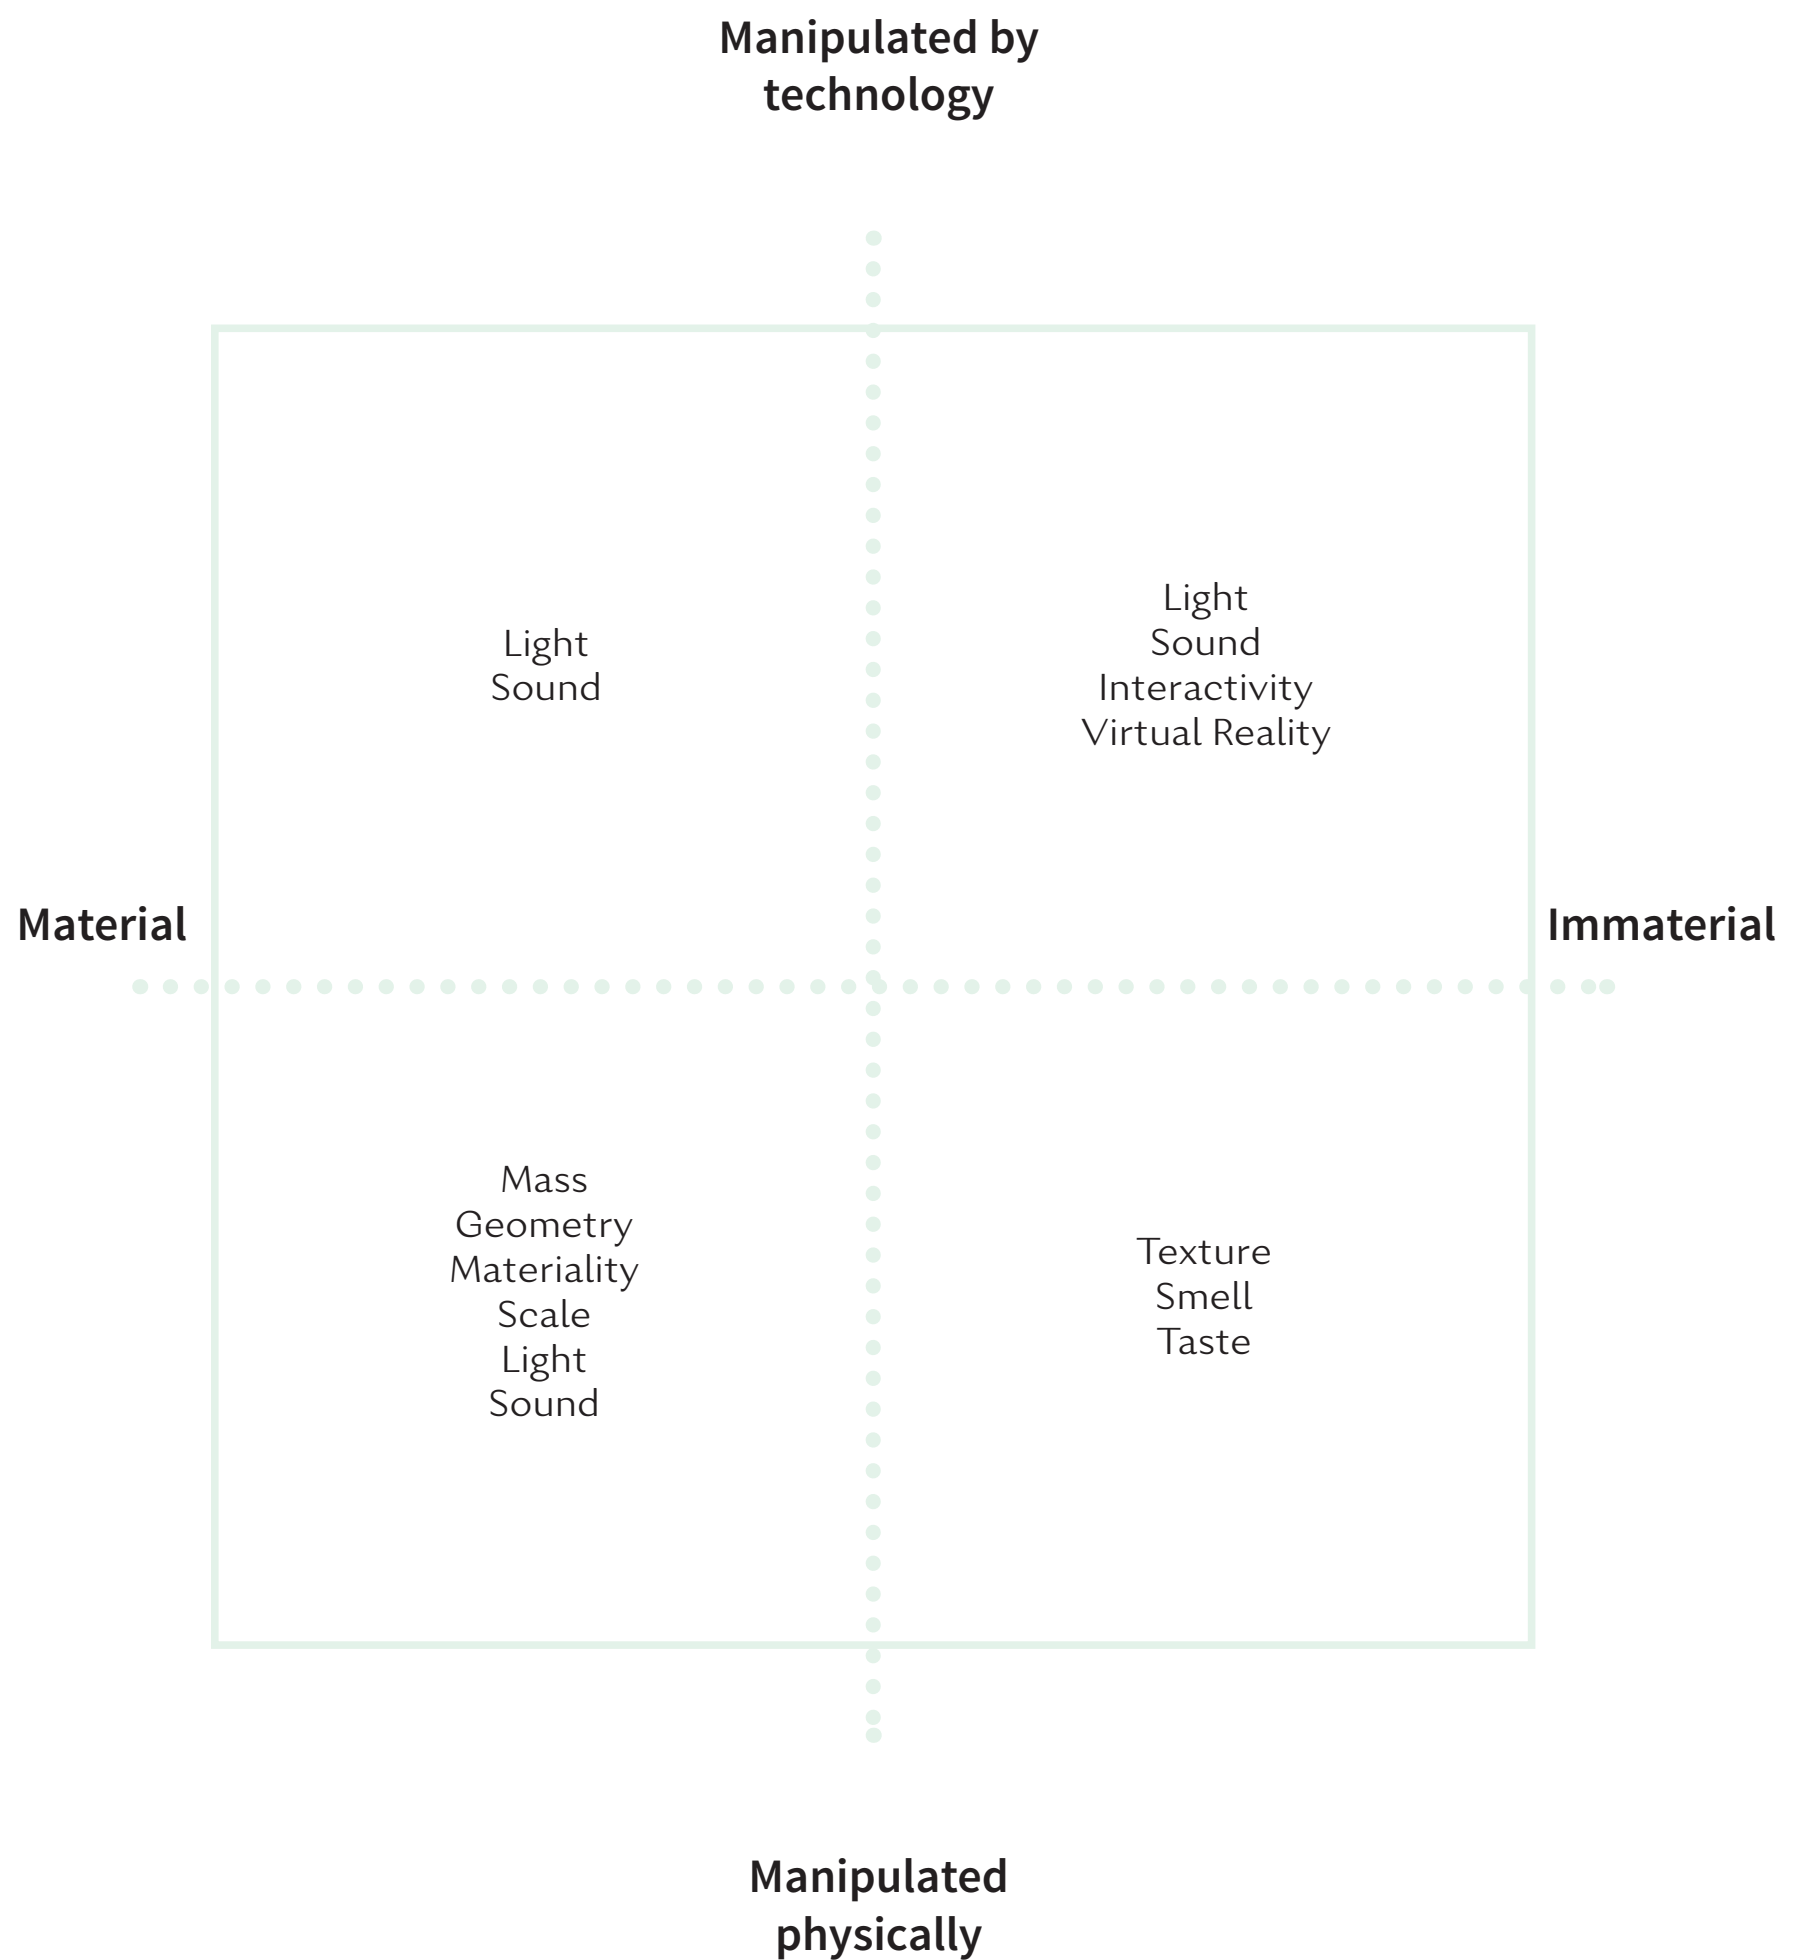 Manipulated by
technology
Light
Sound
Light
Sound
Interactivity
Virtual Reality
Material
Immaterial
Mass
Geometry
Materiality
Scale
Light
Sound
Texture
Smell
Taste
Manipulated
physically